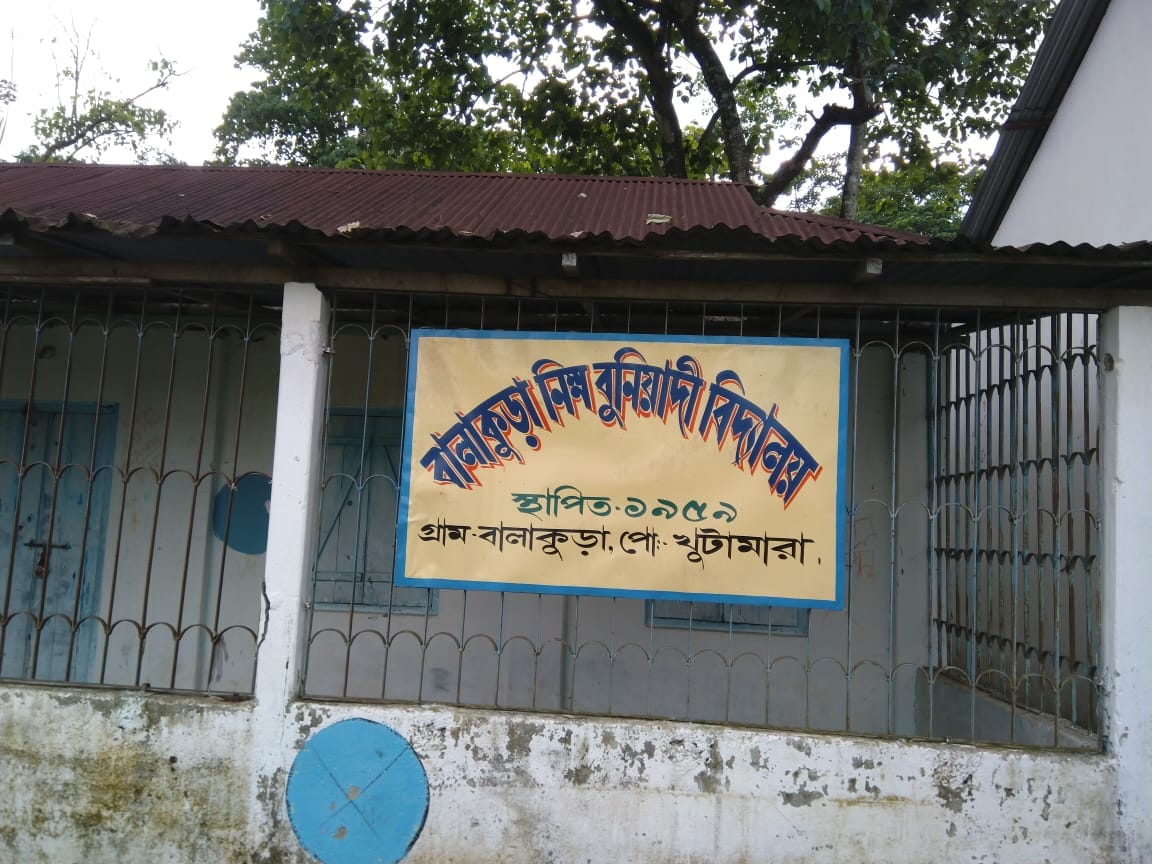 বালাকুড়া নিম্ন বুনিয়াদী বিদ্যালয়
স্থাপিত-১৯৫৯
গ্রাম-বালাকুড়া, পোঃ- খুটামারা.